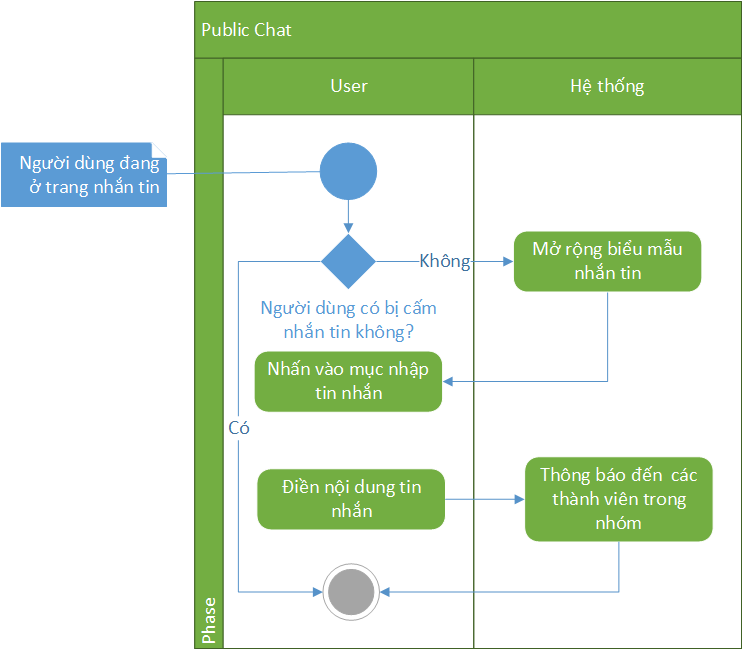 Public Chat
User
Hệ thống
Người dùng đang
ở trang nhắn tin
Không
Mở rộng biểu mẫu
nhắn tin
Người dùng có bị cấm
nhắn tin không?
Nhấn vào mục nhập
tin nhắn
Có
Điền nội dung tin
nhắn
Thông báo đến các
thành viên trong
nhóm
Phase